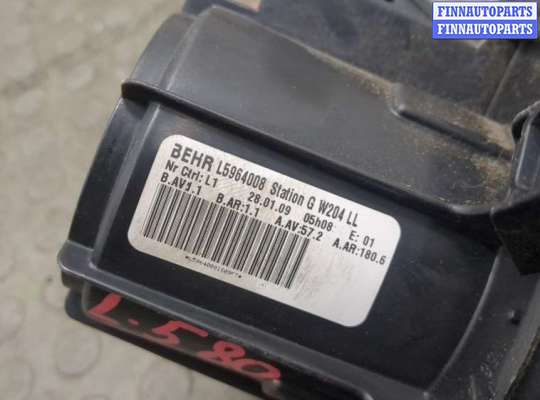 FINNAUTOPARTS
FINNAUTOPARTS
BEHR L5964008 Station G W204 LL
Nr Ctrl: L1 28.01.09 05h08 E: 01
B.AV:1.1 B.AR:1.1 A.AV:57.2 A.AR:180.6
L-580